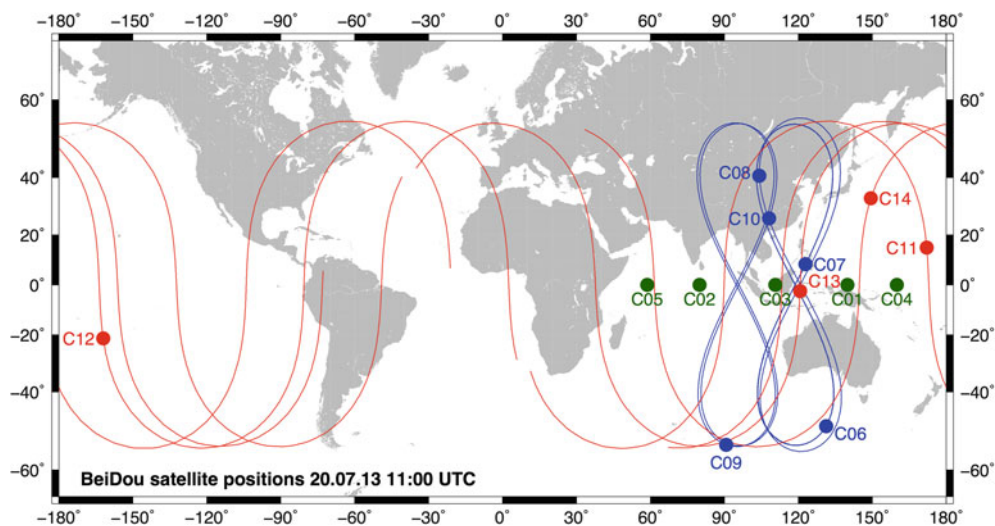 −180° −150° −120° −90° −60° −30° 0° 30° 60° 90° 120° 150° 180°
60° 60°
40° C08 40°
C14
20° C10 20°
C11
C07
0° C13 0°
C05 C02 C03 C01 C04
−20° C12 −20°
−40° −40°
C06
C09
−60° −60°
BeiDou satellite positions 20.07.13 11:00 UTC
−180° −150° −120° −90° −60° −30° 0° 30° 60° 90° 120° 150° 180°